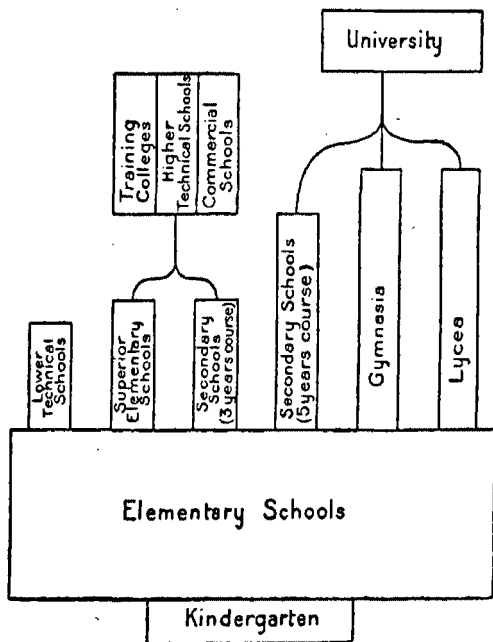 University
Training
Colleges
Higher
Technical Schools
Commercial
Schools
Lower
Technical
Schools
Superior
Elementary
Schools
Secondary
Schools
(3 years course)
Secondary Schools
(5 years course)
Gymnasia
Lycea
Elementary Schools
Kindergarten